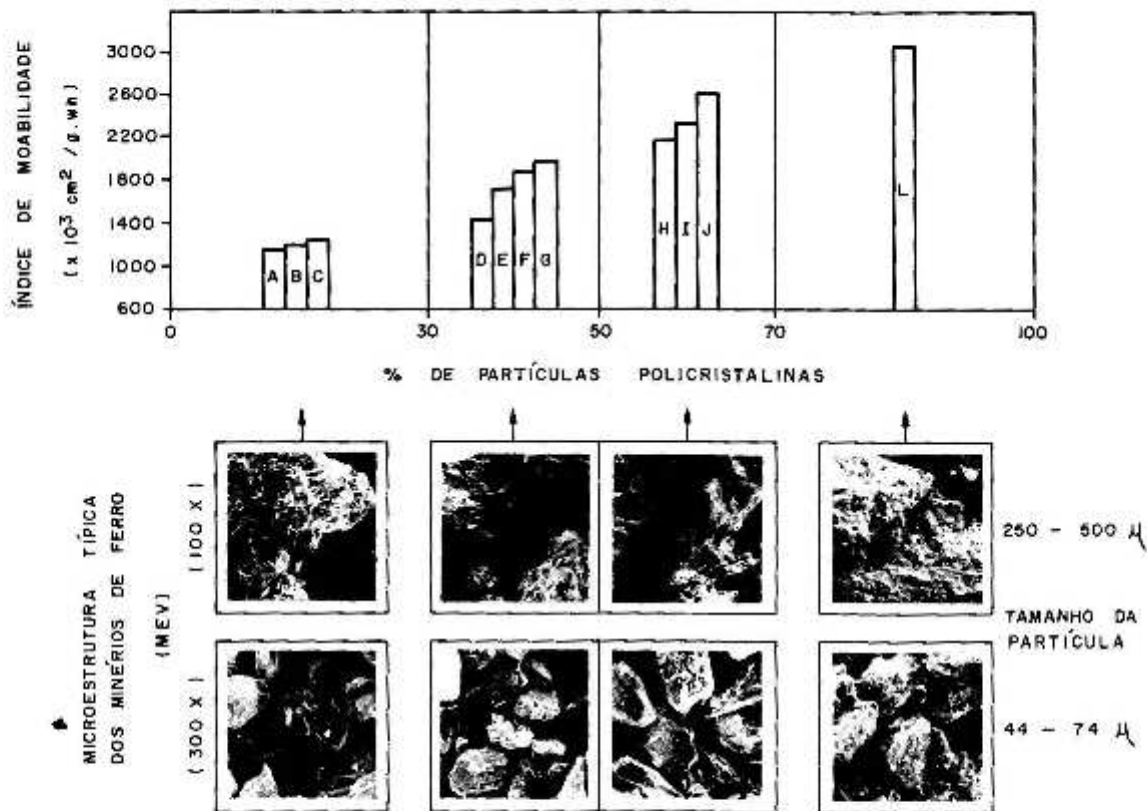 ÍNDICE DE MOABILIDADE
( x 10³ cm² / g.wn)
3000
2600
2200
1800
1400
1000
600
A
B
C
D
E
F
G
H
I
J
L
0
30
50
70
100
% DE PARTÍCULAS POLICRISTALINAS
MICROESTRUTURA TÍPICA
DOS MINÉRIOS DE FERRO
(MEV)
(100 X)
(300 X)
250 - 500 µ
TAMANHO DA
PARTÍCULA
44 - 74 µ